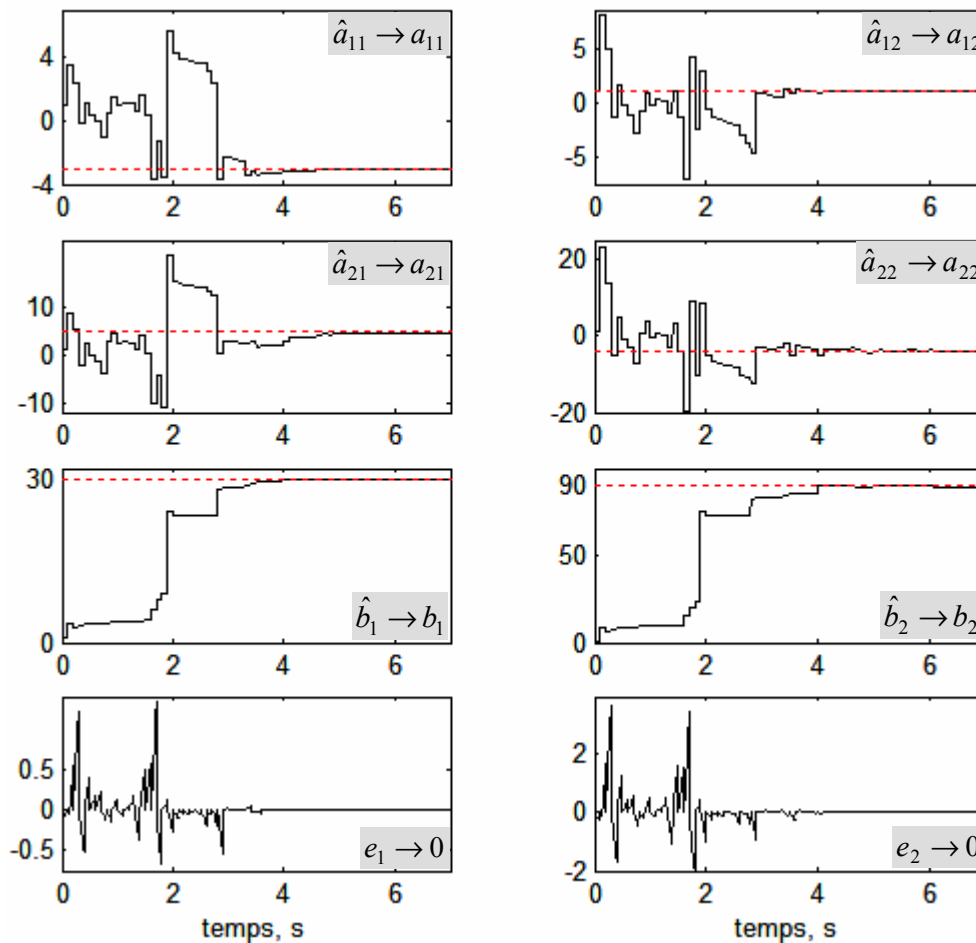 4
0
-4
0 2 4 6
â₁₁ → a₁₁
5
0
-5
0 2 4 6
â₁₂ → a₁₂
10
0
-10
0 2 4 6
â₂₁ → a₂₁
20
0
-20
0 2 4 6
â₂₂ → a₂₂
30
0
0 2 4 6
b̂₁ → b₁
90
50
0
0 2 4 6
b̂₂ → b₂
0.5
0
-0.5
0 2 4 6
e₁ → 0
temps, s
2
0
-2
0 2 4 6
e₂ → 0
temps, s